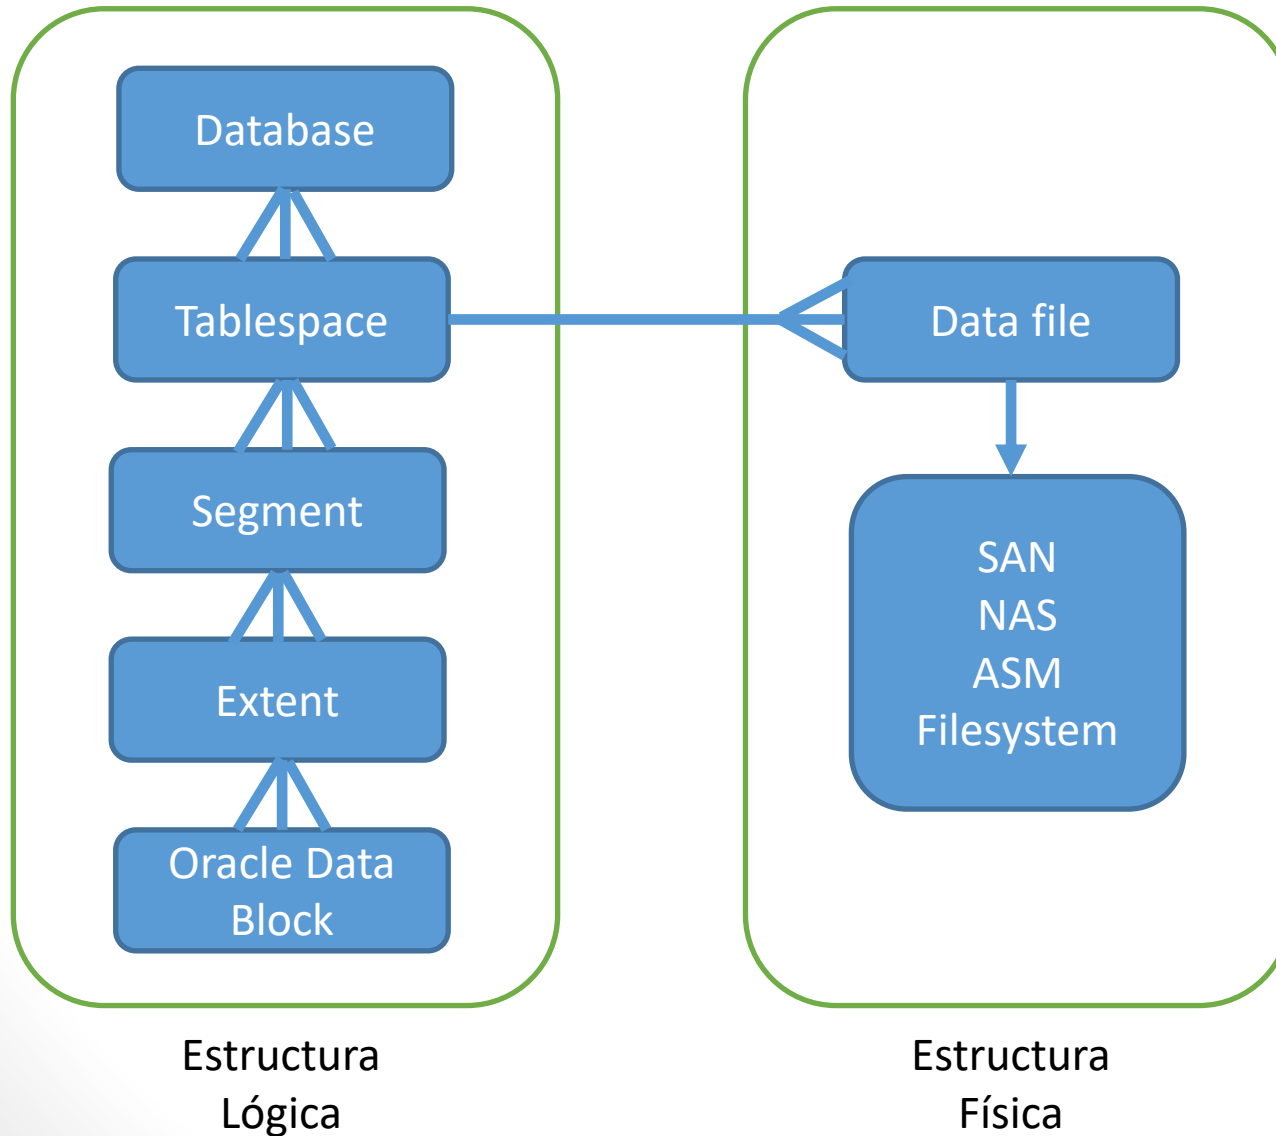 Database
Tablespace
Segment
Extent
Oracle Data
Block
Estructura
Lógica
Data file
SAN
NAS
ASM
Filesystem
Estructura
Física